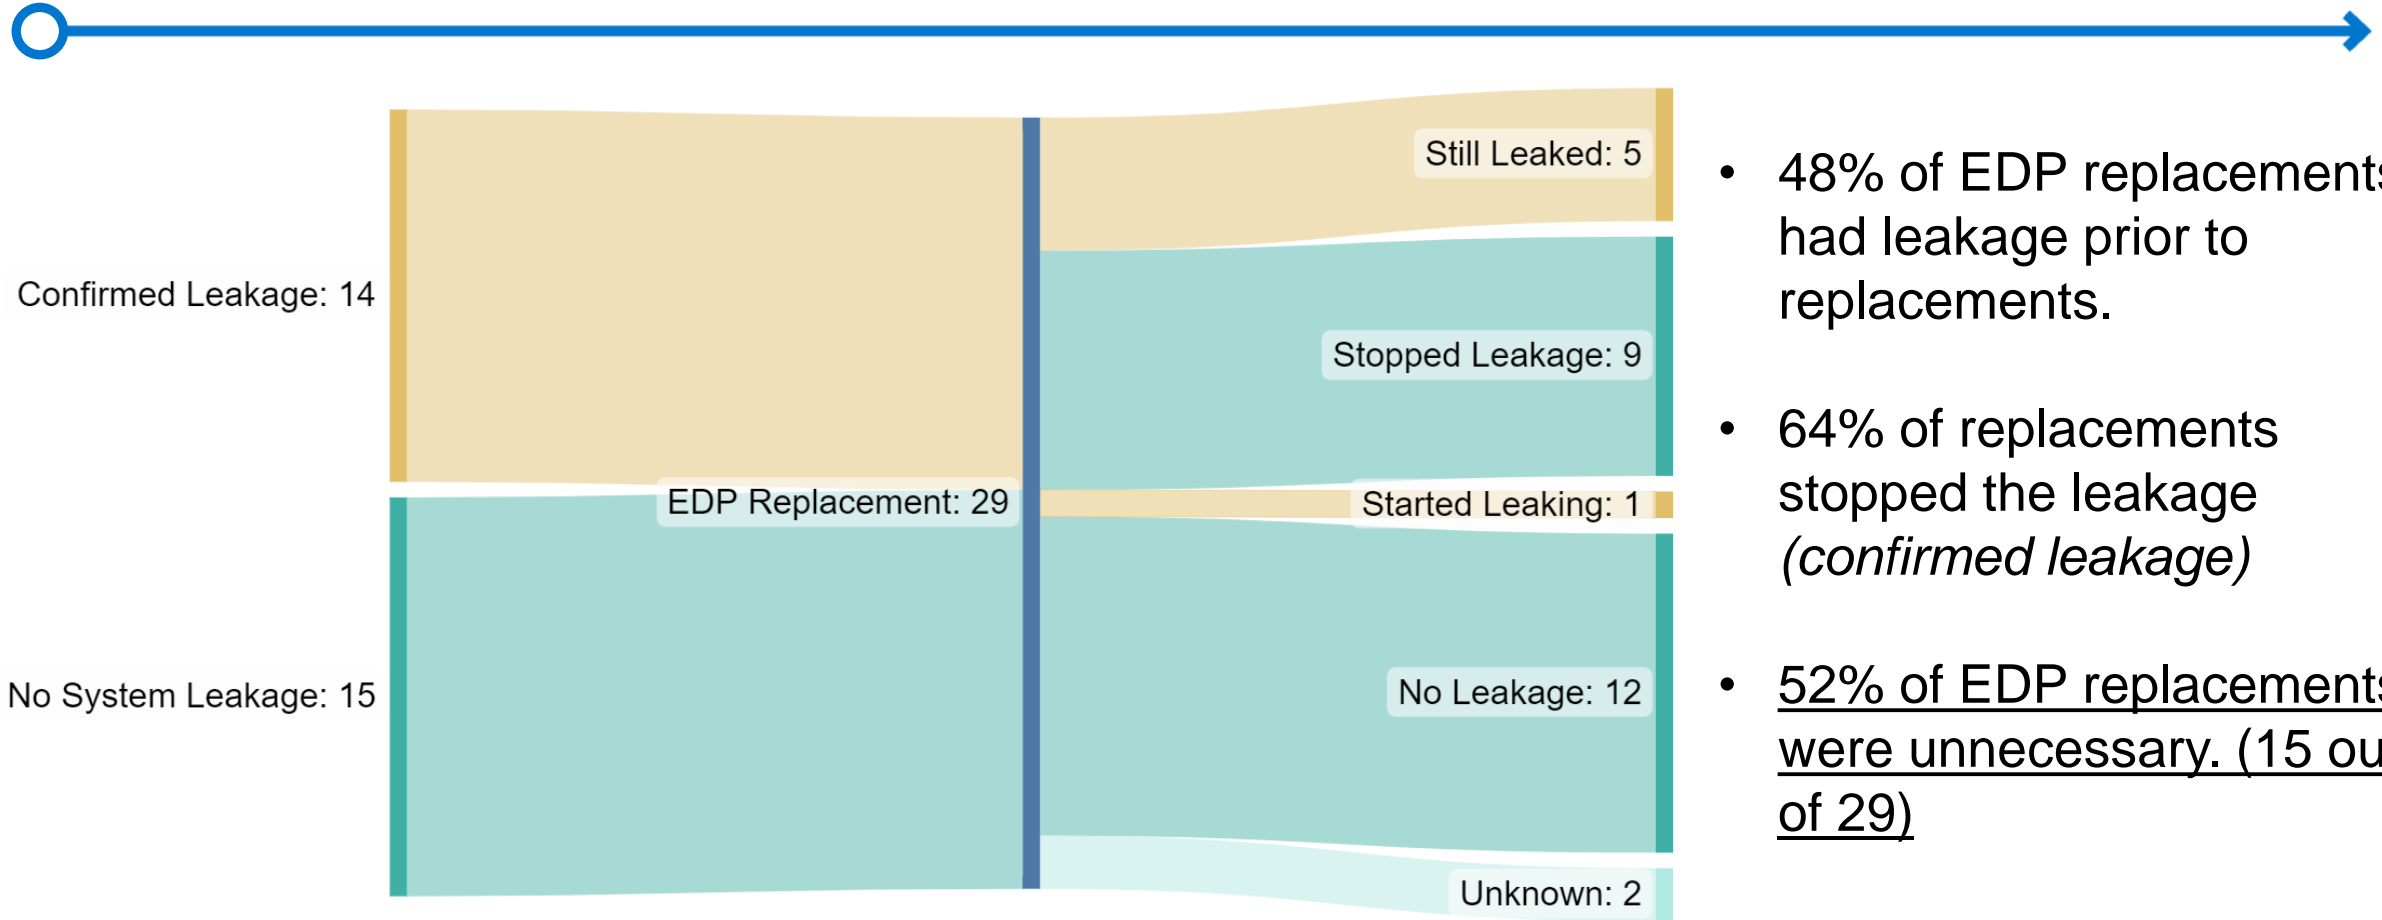 Confirmed Leakage: 14
No System Leakage: 15
EDP Replacement: 29
Still Leaked: 5
Stopped Leakage: 9
Started Leaking: 1
No Leakage: 12
Unknown: 2
• 48% of EDP replacements
had leakage prior to
replacements.
• 64% of replacements
stopped the leakage
(confirmed leakage)
• 52% of EDP replacements
were unnecessary. (15 ou
of 29)